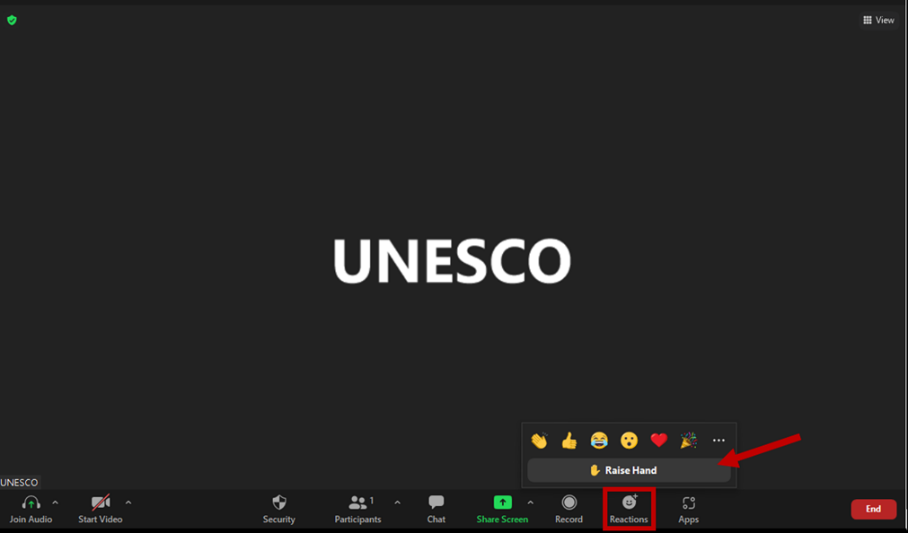 View
UNESCO
Raise Hand
UNESCO
1
Join Audio Start Video Security Participants Chat Share Screen Record Reactions Apps End